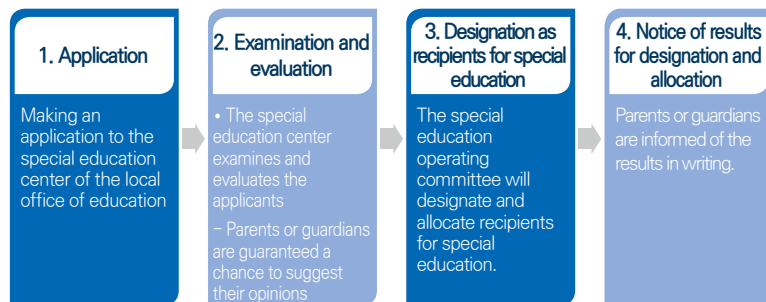 1. Application
Making an
application to the
special education
center of the local
office of education
2. Examination and
evaluation
• The special
education center
examines and
evaluates the
applicants
– Parents or guardians
are guaranteed a
chance to suggest
their opinions
3. Designation as
recipients for special
education
The special
education
operating
committee will
designate and
allocate recipients
for special
education.
4. Notice of results
for designation and
allocation
Parents or guardians
are informed of the
results in writing.